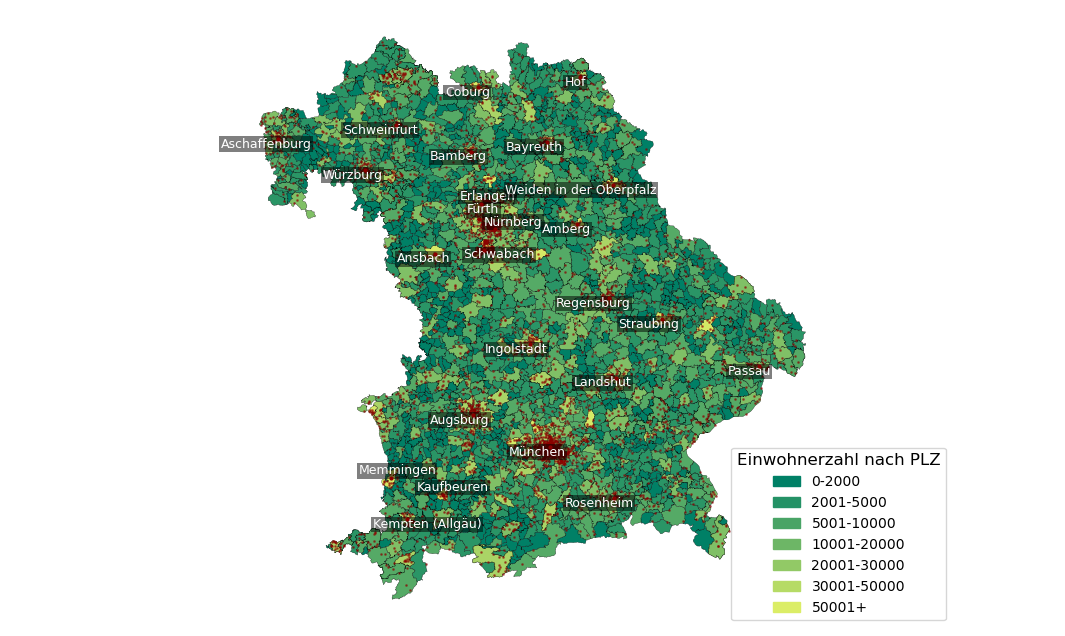 Hof
Coburg
Schweinfurt
Aschaffenburg
Bayreuth
Bamberg
Würzburg
Weiden in der Oberpfalz
Erlangen
Fürth
Nürnberg
Amberg
Schwabach
Ansbach
Regensburg
Straubing
Ingolstadt
Passau
Landshut
Augsburg
München
Memmingen
Kaufbeuren
Rosenheim
Kempten (Allgäu)
Einwohnerzahl nach PLZ
0-2000
2001-5000
5001-10000
10001-20000
20001-30000
30001-50000
50001+